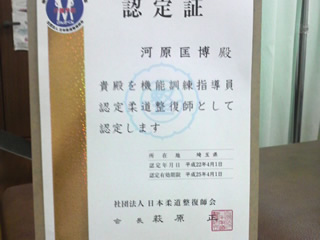 認定証
河原匡博 殿
貴殿を機能訓練指導員
認定柔道整復師として
認定します
所在地 埼玉県
認定年月日 平成22年4月1日
認定有効期限 平成25年4月1日
社団法人 日本柔道整復師会
会長 萩原 正